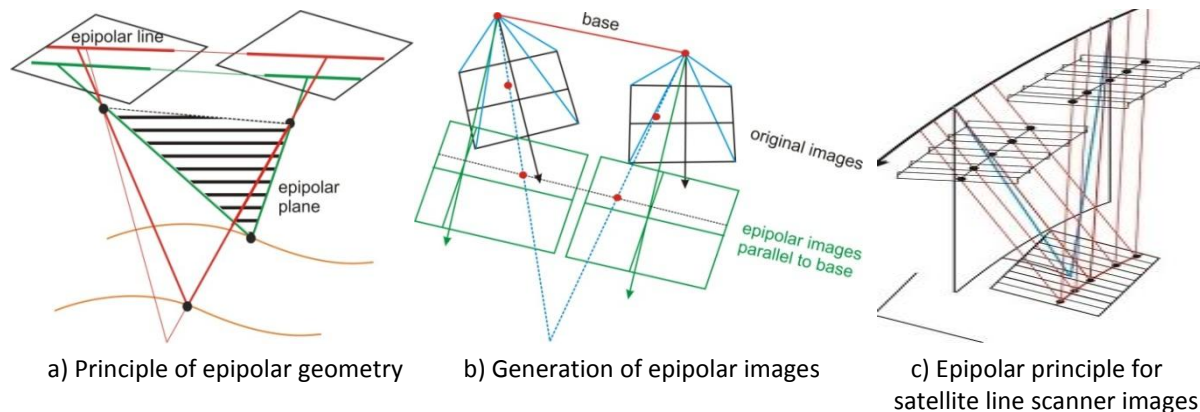 epipolar line
epipolar
plane
base
original images
epipolar images
parallel to base
a) Principle of epipolar geometry
b) Generation of epipolar images
c) Epipolar principle for
satellite line scanner images